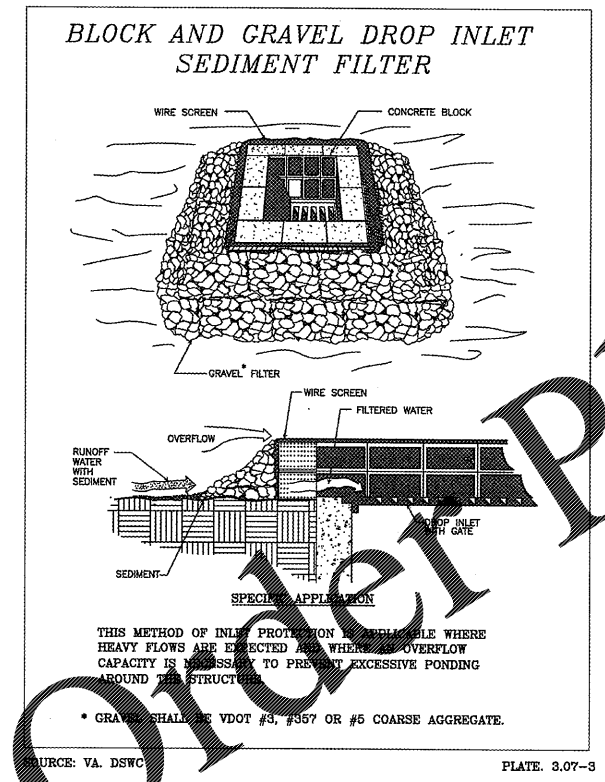 BLOCK AND GRAVEL DROP INLET
SEDIMENT FILTER
WIRE SCREEN
CONCRETE BLOCK
GRAVEL* FILTER
WIRE SCREEN
FILTERED WATER
OVERFLOW
RUNOFF
WATER
WITH
SEDIMENT
DROP INLET
WITH GATE
SEDIMENT
SPECIFIC APPLICATION
THIS METHOD OF INLET PROTECTION IS APPLICABLE WHERE
HEAVY FLOWS ARE EXPECTED AND WHERE AN OVERFLOW
CAPACITY IS NECESSARY TO PREVENT EXCESSIVE PONDING
AROUND THE STRUCTURE.
* GRAVEL SHALL BE VDOT #3, #357 OR #5 COARSE AGGREGATE.
SOURCE: VA. DSWC
PLATE. 3.07-3
Order P